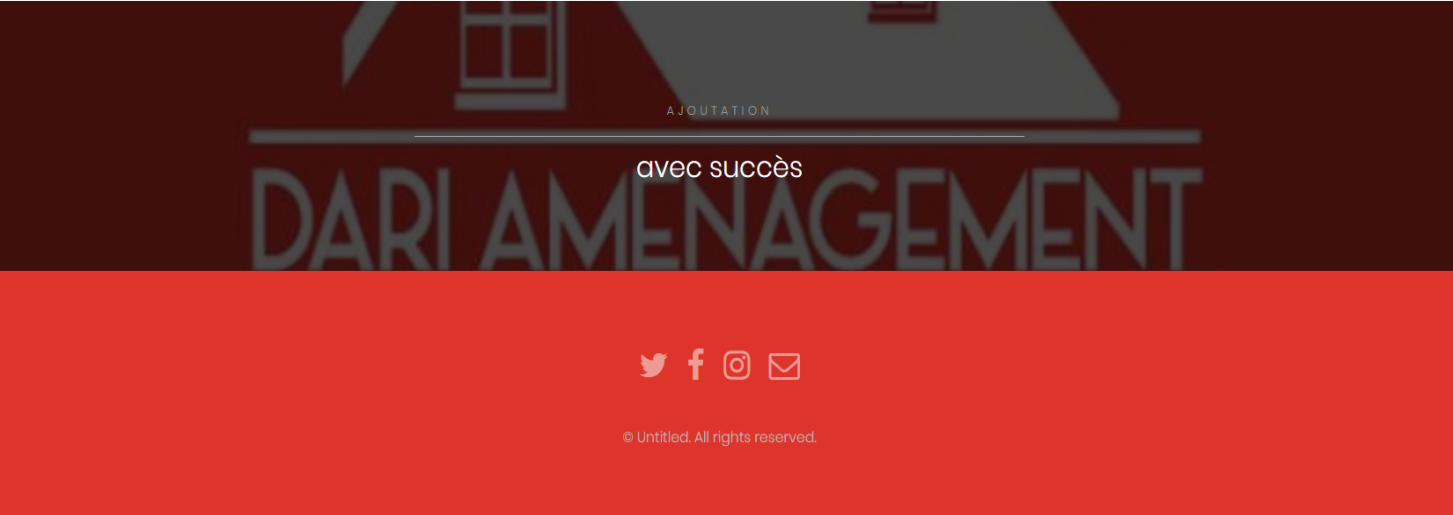 AJOUTATION
avec succès
DARI AMENAGEMENT
© Untitled. All rights reserved.